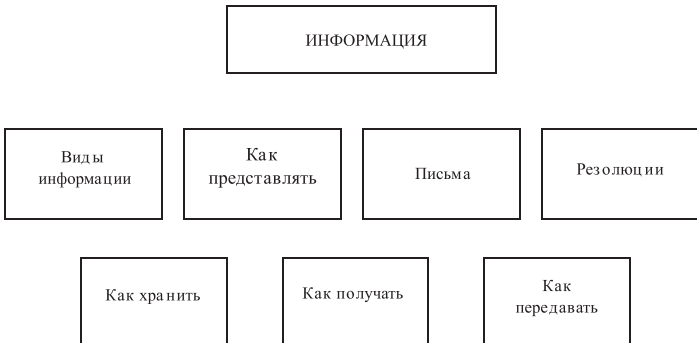 ИНФОРМАЦИЯ
Виды
информации
Как
представлять
Письма
Резолюции
Как хранить
Как получать
Как
передавать